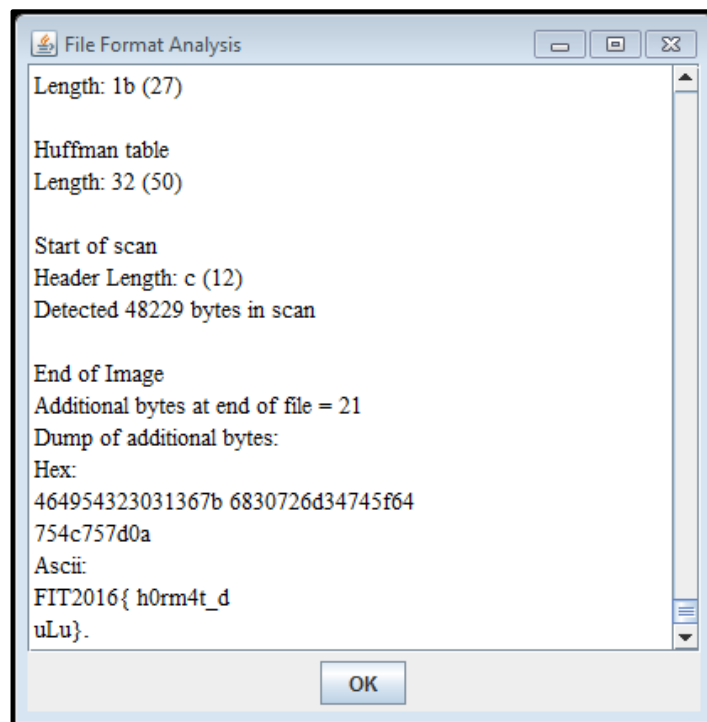 File Format Analysis
Length: 1b (27)
Huffman table
Length: 32 (50)
Start of scan
Header Length: c (12)
Detected 48229 bytes in scan
End of Image
Additional bytes at end of file = 21
Dump of additional bytes:
Hex:
464954323031367b 6830726d34745f64
754c757d0a
Ascii:
FIT2016{ h0rm4t_d
uLu}.
OK